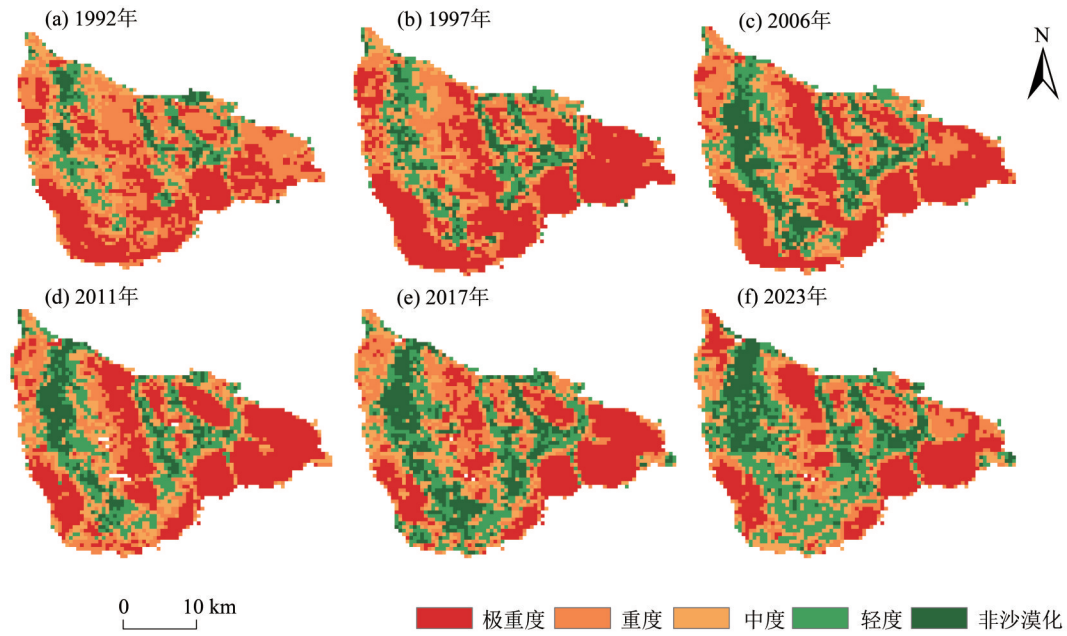 (a) 1992年
(b) 1997年
(c) 2006年
N
(d) 2011年
(e) 2017年
(f) 2023年
0 10 km
极重度 重度 中度 轻度 非沙漠化